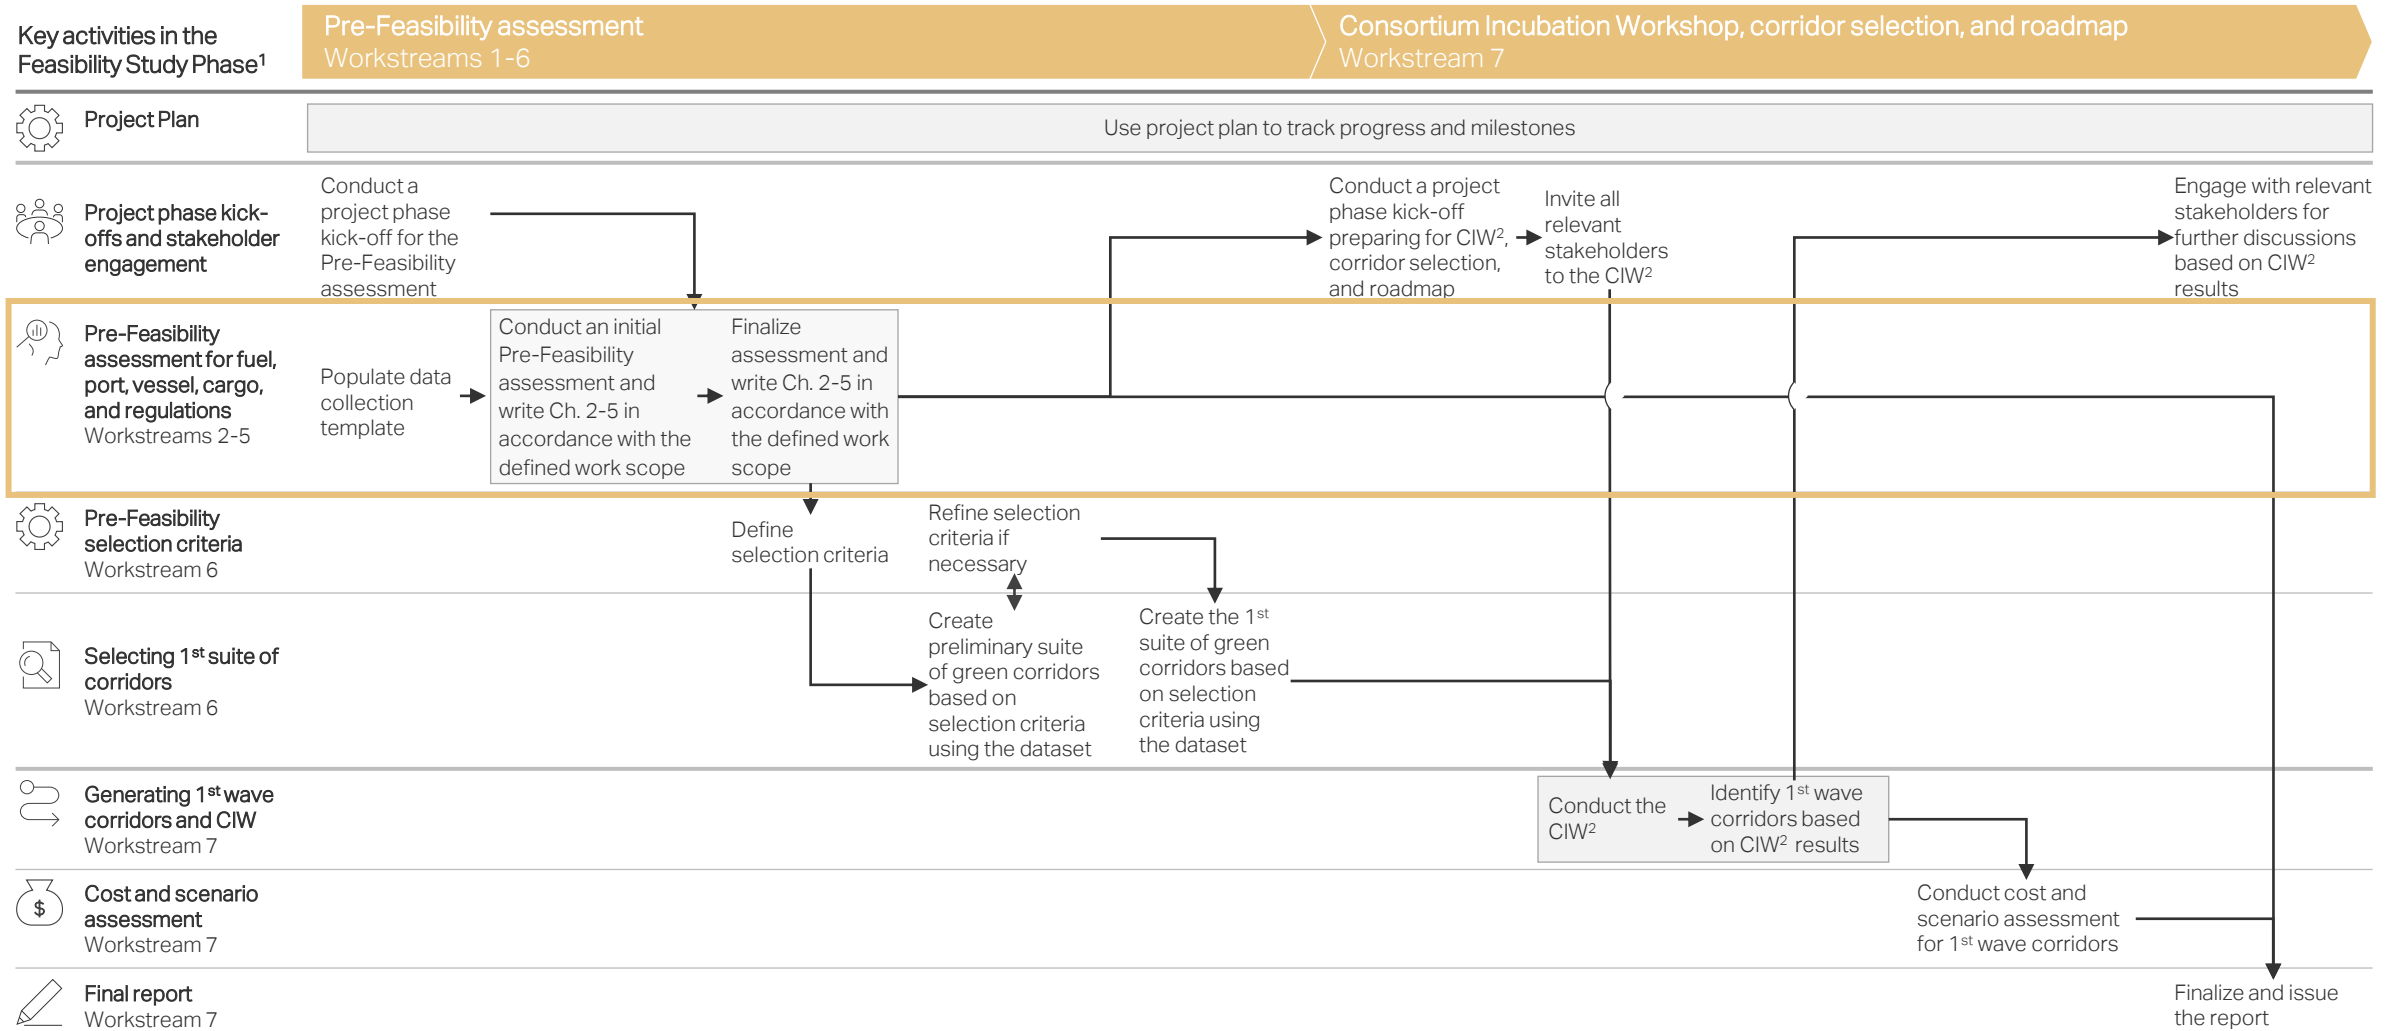 Key activities in the
Feasibility Study Phase¹
Pre-Feasibility assessment
Workstreams 1-6
Consortium Incubation Workshop, corridor selection, and roadmap
Workstream 7
Project Plan
Use project plan to track progress and milestones
Project phase kick-
offs and stakeholder
engagement
Conduct a
project phase
kick-off for the
Pre-Feasibility
assessment
Conduct a project
phase kick-off
preparing for CIW²,
corridor selection,
and roadmap
Invite all
relevant
stakeholders
to the CIW²
Engage with relevant
stakeholders for
further discussions
based on CIW²
results
Pre-Feasibility
assessment for fuel,
port, vessel, cargo,
and regulations
Workstreams 2-5
Populate data
collection
template
Conduct an initial
Pre-Feasibility
assessment and
write Ch. 2-5 in
accordance with the
defined work scope
Finalize
assessment and
write Ch. 2-5 in
accordance with
the defined work
scope
Pre-Feasibility
selection criteria
Workstream 6
Define
selection criteria
Refine selection
criteria if
necessary
Selecting 1st suite of
corridors
Workstream 6
Create
preliminary suite
of green corridors
based on
selection criteria
using the dataset
Create the 1st
suite of green
corridors based
on selection
criteria using
the dataset
Generating 1st wave
corridors and CIW
Workstream 7
Conduct the
CIW²
Identify 1st wave
corridors based
on CIW² results
Cost and scenario
assessment
Workstream 7
$
Conduct cost and
scenario assessment
for 1st wave corridors
Final report
Workstream 7
Finalize and issue
the report